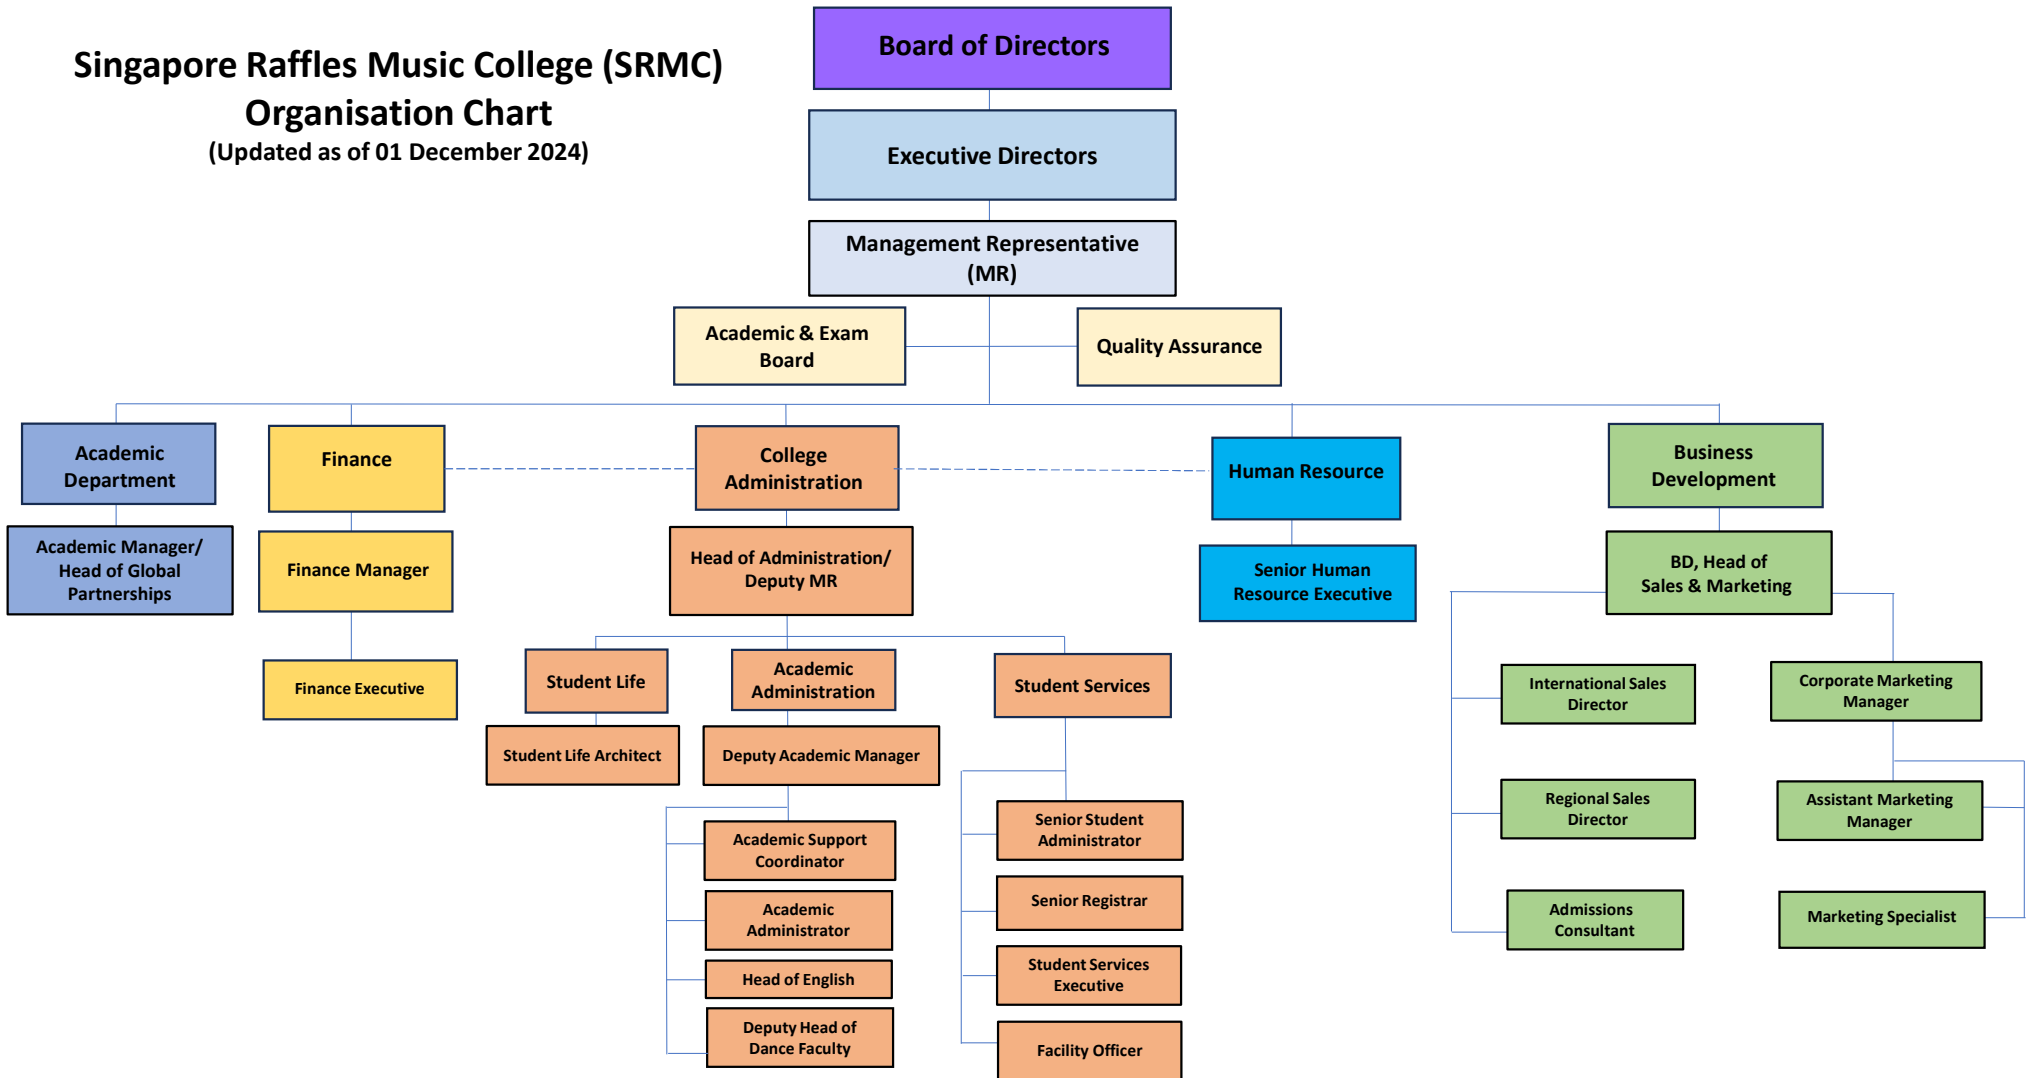 Singapore Raffles Music College (SRMC)
Organisation Chart
(Updated as of 01 December 2024)
Board of Directors
Executive Directors
Management Representative
(MR)
Academic & Exam
Board
Quality Assurance
Academic
Department
Finance
College
Administration
Human Resource
Business
Development
Academic Manager/
Head of Global
Partnerships
Finance Manager
Head of Administration/
Deputy MR
Senior Human
Resource Executive
BD, Head of
Sales & Marketing
Finance Executive
Student Life
Academic
Administration
Student Services
International Sales
Director
Corporate Marketing
Manager
Student Life Architect
Deputy Academic Manager
Regional Sales
Director
Assistant Marketing
Manager
Academic Support
Coordinator
Senior Student
Administrator
Academic
Administrator
Senior Registrar
Admissions
Consultant
Marketing Specialist
Head of English
Student Services
Executive
Deputy Head of
Dance Faculty
Facility Officer